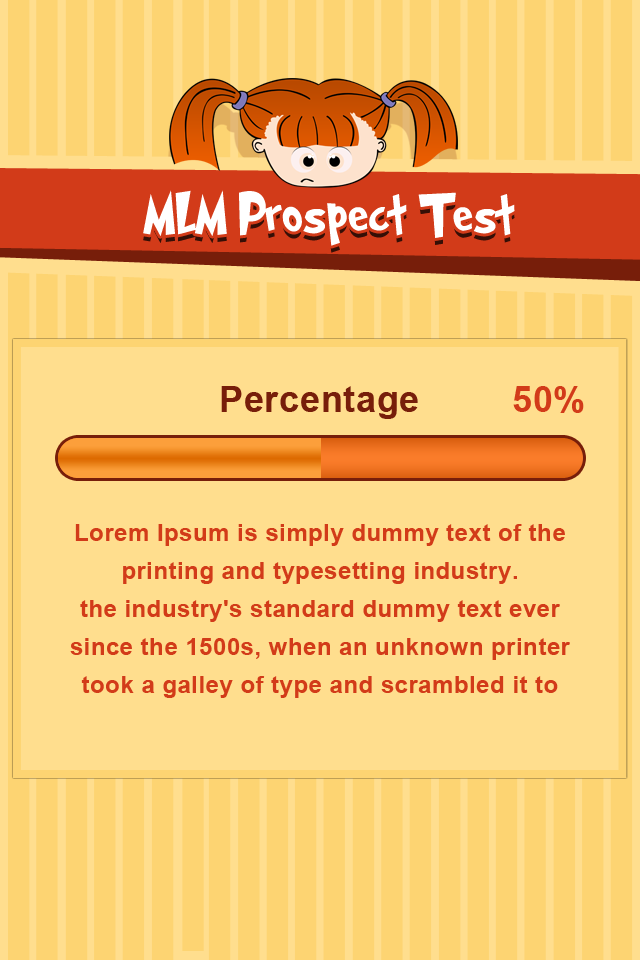 MLM Prospect Test
Percentage 50%
Lorem Ipsum is simply dummy text of the
printing and typesetting industry.
the industry's standard dummy text ever
since the 1500s, when an unknown printer
took a galley of type and scrambled it to